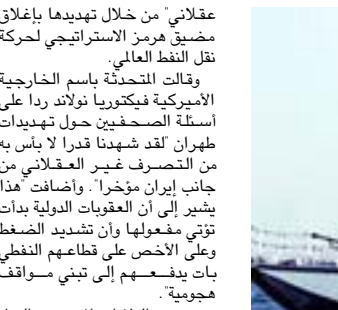 عقلاني" من خلال تهديدها بإغلاق
مضيق هرمز الاستراتيجي لحركة
نقل النفط العالمي.
وقالت المتحدثة باسم الخارجية
الأميركية فيكتوريا نولاند ردا على
أسئلة الصحفيين حول تهديدات
طهران "لقد شهدنا قدرا لا بأس به
من التصرف غير العقلاني من
جانب إيران مؤخرا". وأضافت "هذا
يشير إلى أن العقوبات الدولية بدأت
تؤتي مفعولها وأن تشديد الضغط
وعلى الأخص على قطاعهم النفطي
بات يدفعهم إلى تبني مواقف
هجومية".